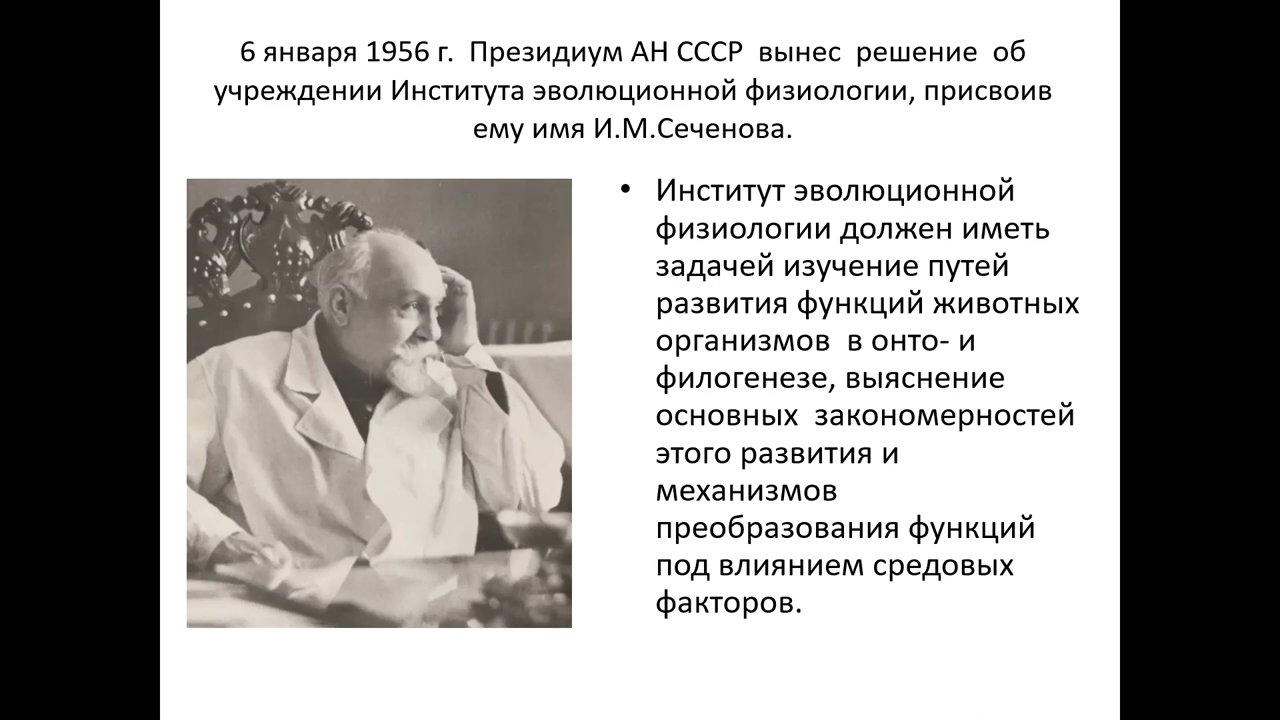 6 января 1956 г.  Президиум АН СССР  вынес  решение  об
учреждении Института эволюционной физиологии, присвоив
ему имя И.М.Сеченова.
• Институт эволюционной
физиологии должен иметь
задачей изучение путей
развития функций животных
организмов  в онто- и
филогенезе, выяснение
основных  закономерностей
этого развития и
механизмов
преобразования функций
под влиянием средовых
факторов.